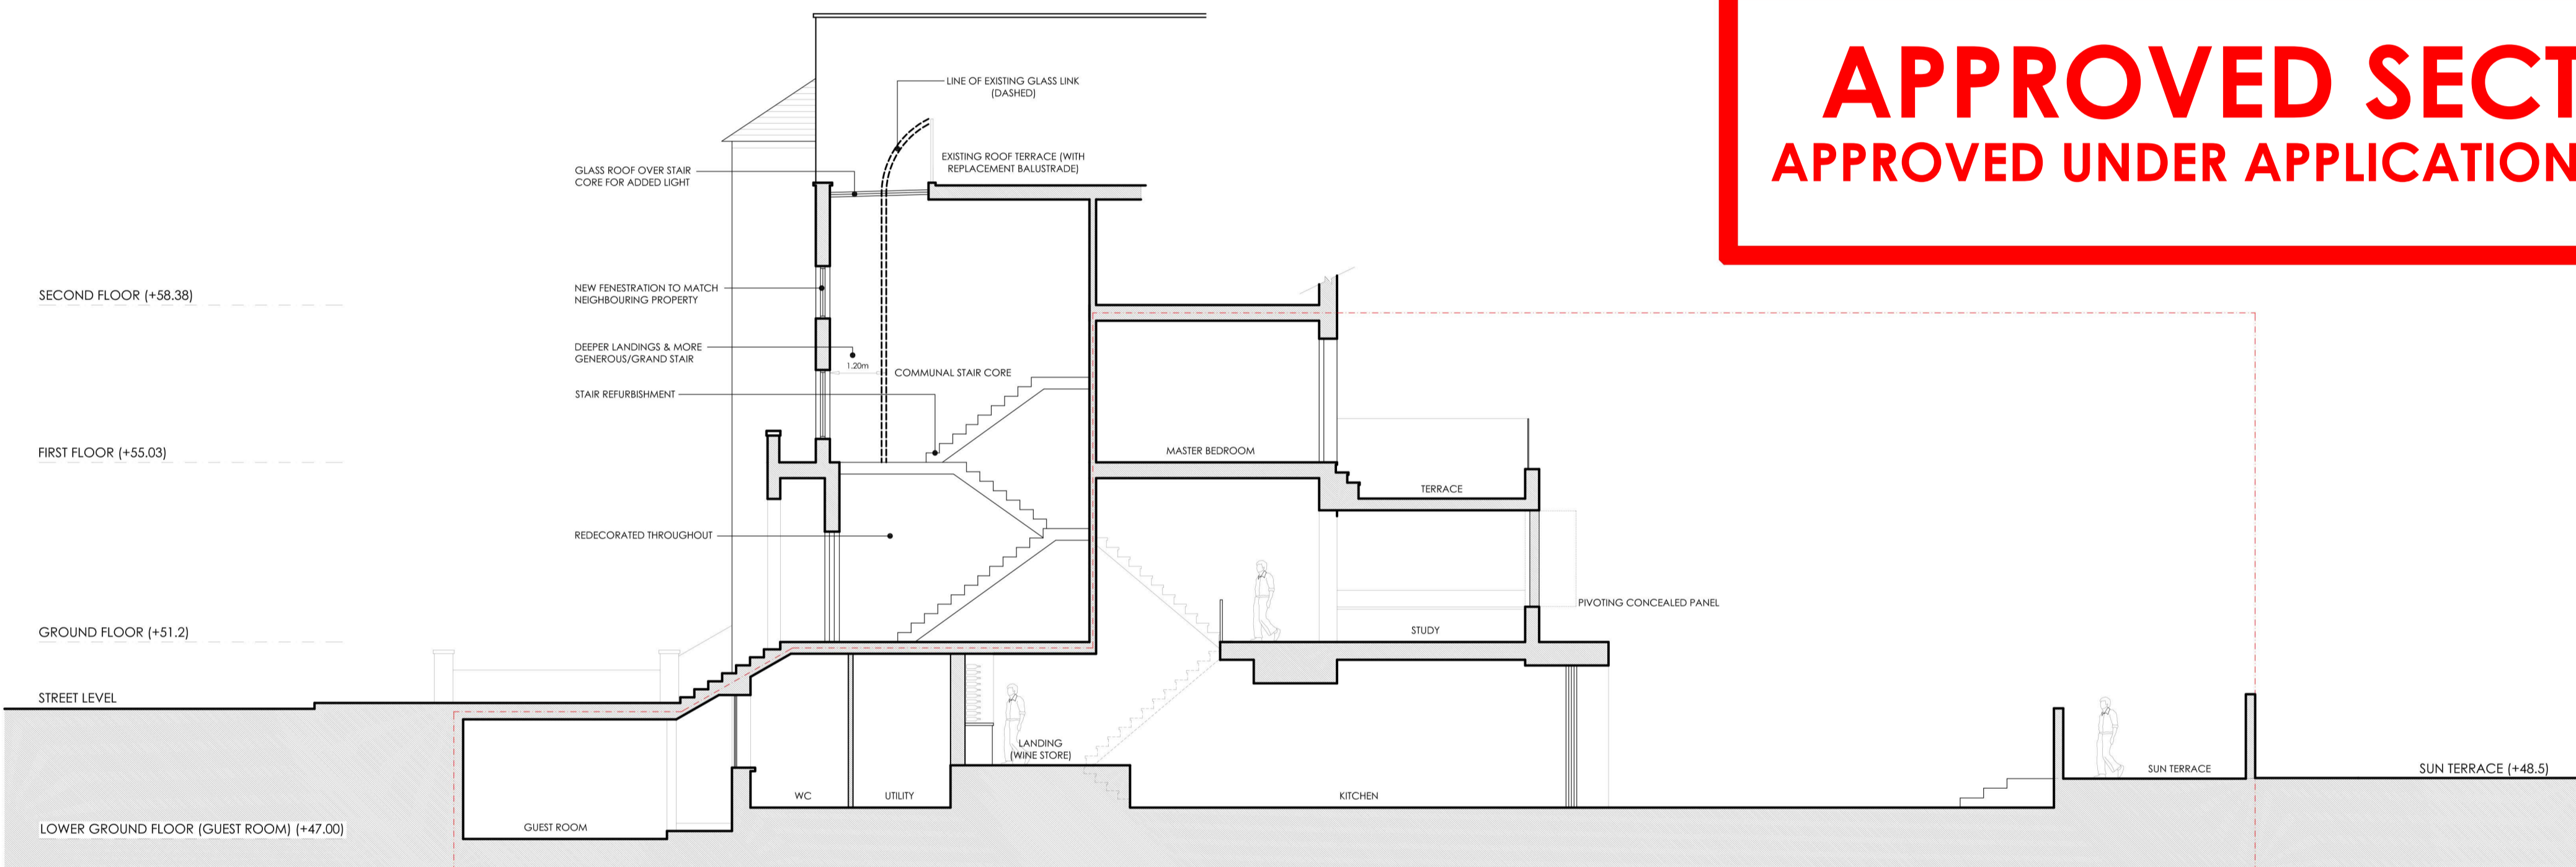 APPROVED SECT
APPROVED UNDER APPLICATION
LINE OF EXISTING GLASS LINK
(DASHED)
EXISTING ROOF TERRACE (WITH
REPLACEMENT BALUSTRADE)
GLASS ROOF OVER STAIR
CORE FOR ADDED LIGHT
SECOND FLOOR (+58.38)
NEW FENESTRATION TO MATCH
NEIGHBOURING PROPERTY
DEEPER LANDINGS & MORE
GENEROUS/GRAND STAIR
1.20m
COMMUNAL STAIR CORE
STAIR REFURBISHMENT
FIRST FLOOR (+55.03)
MASTER BEDROOM
TERRACE
REDECORATED THROUGHOUT
PIVOTING CONCEALED PANEL
GROUND FLOOR (+51.2)
STUDY
STREET LEVEL
LANDING
(WINE STORE)
SUN TERRACE
SUN TERRACE (+48.5)
WC
UTILITY
KITCHEN
GUEST ROOM
LOWER GROUND FLOOR (GUEST ROOM) (+47.00)